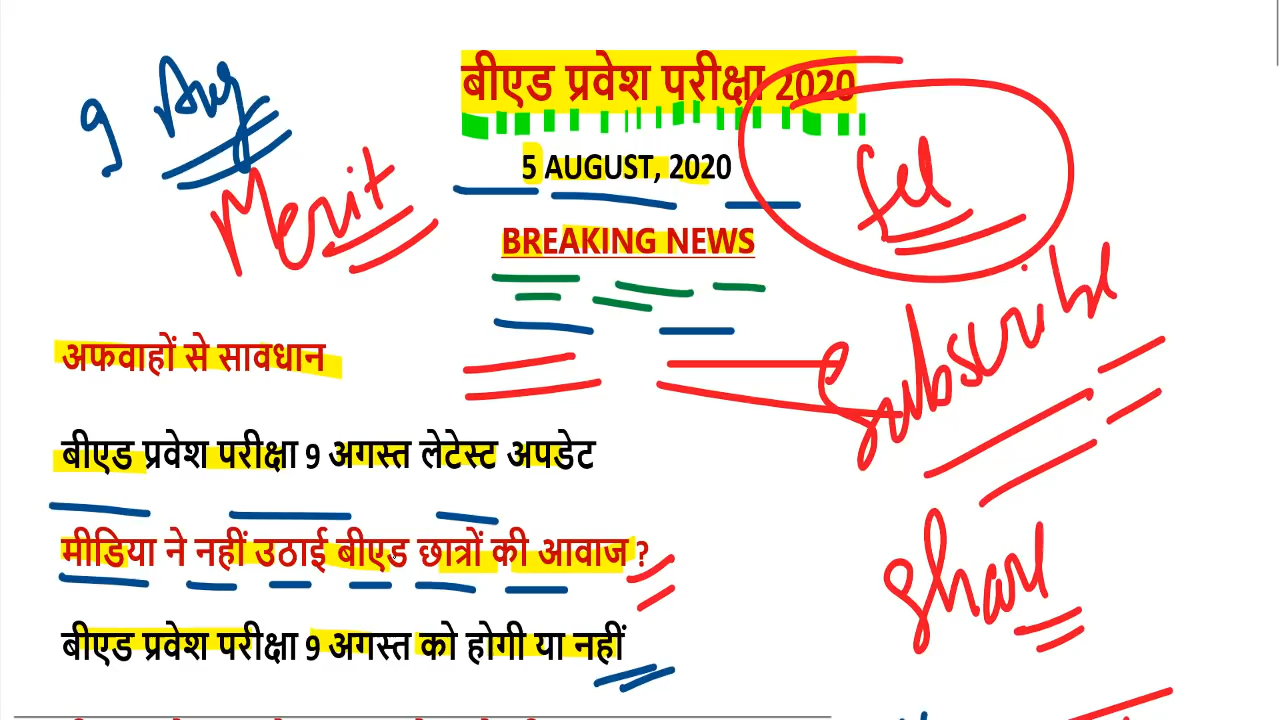 बीएड प्रवेश परीक्षा 2020
9 Aug
5 AUGUST, 2020
Merit
BREAKING NEWS
Subscribe
अफवाहों से सावधान
बीएड प्रवेश परीक्षा 9 अगस्त लेटेस्ट अपडेट
मीडिया ने नहीं उठाई बीएड छात्रों की आवाज ?
Share
बीएड प्रवेश परीक्षा 9 अगस्त को होगी या नहीं